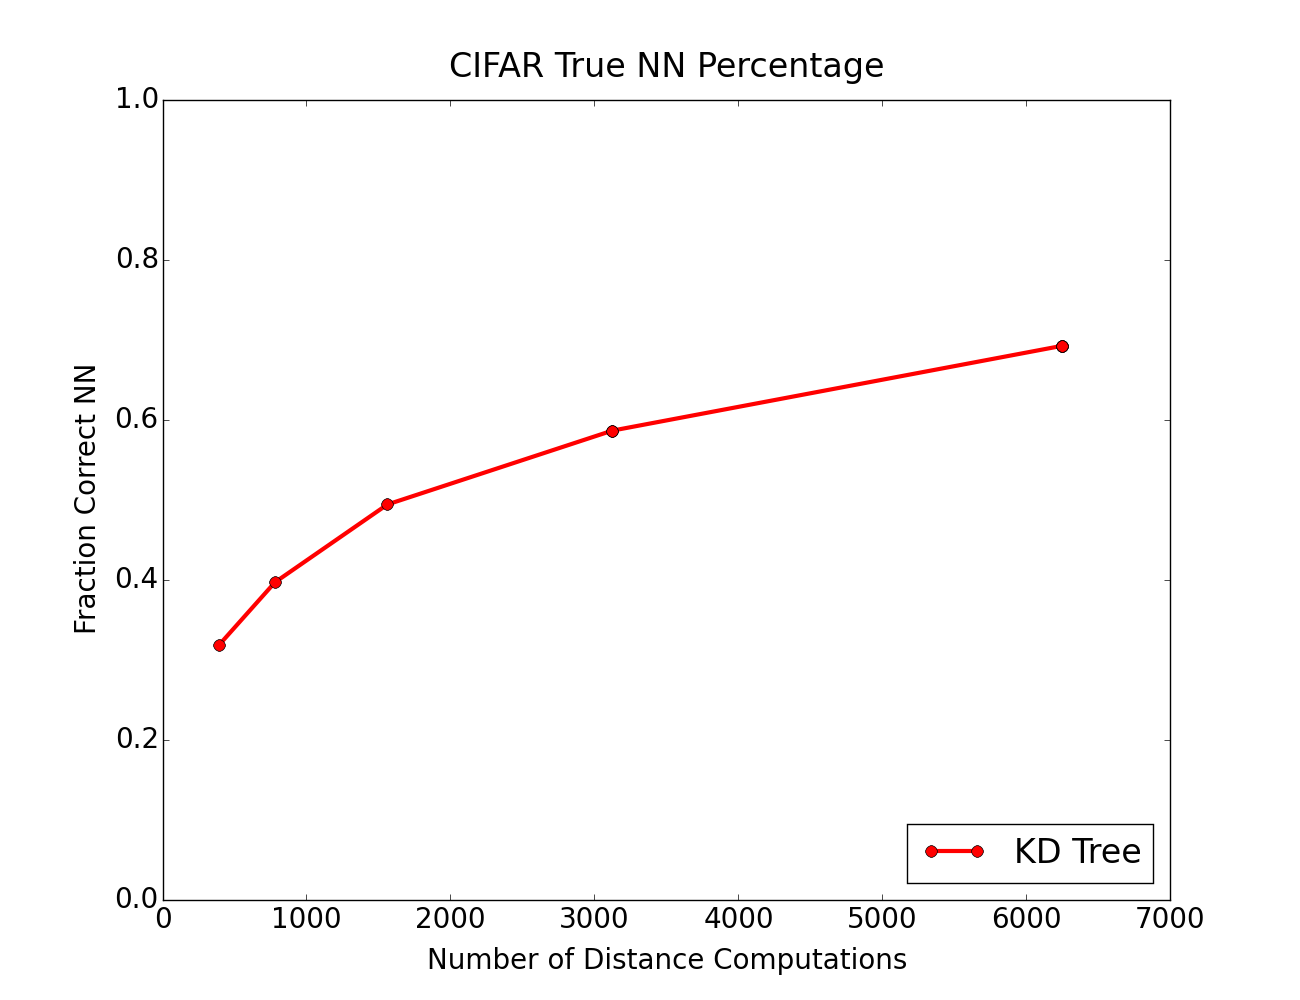 CIFAR True NN Percentage
1.0
0.8
0.6
0.4
0.2
0.0
Fraction Correct NN
KD Tree
0 1000 2000 3000 4000 5000 6000 7000
Number of Distance Computations